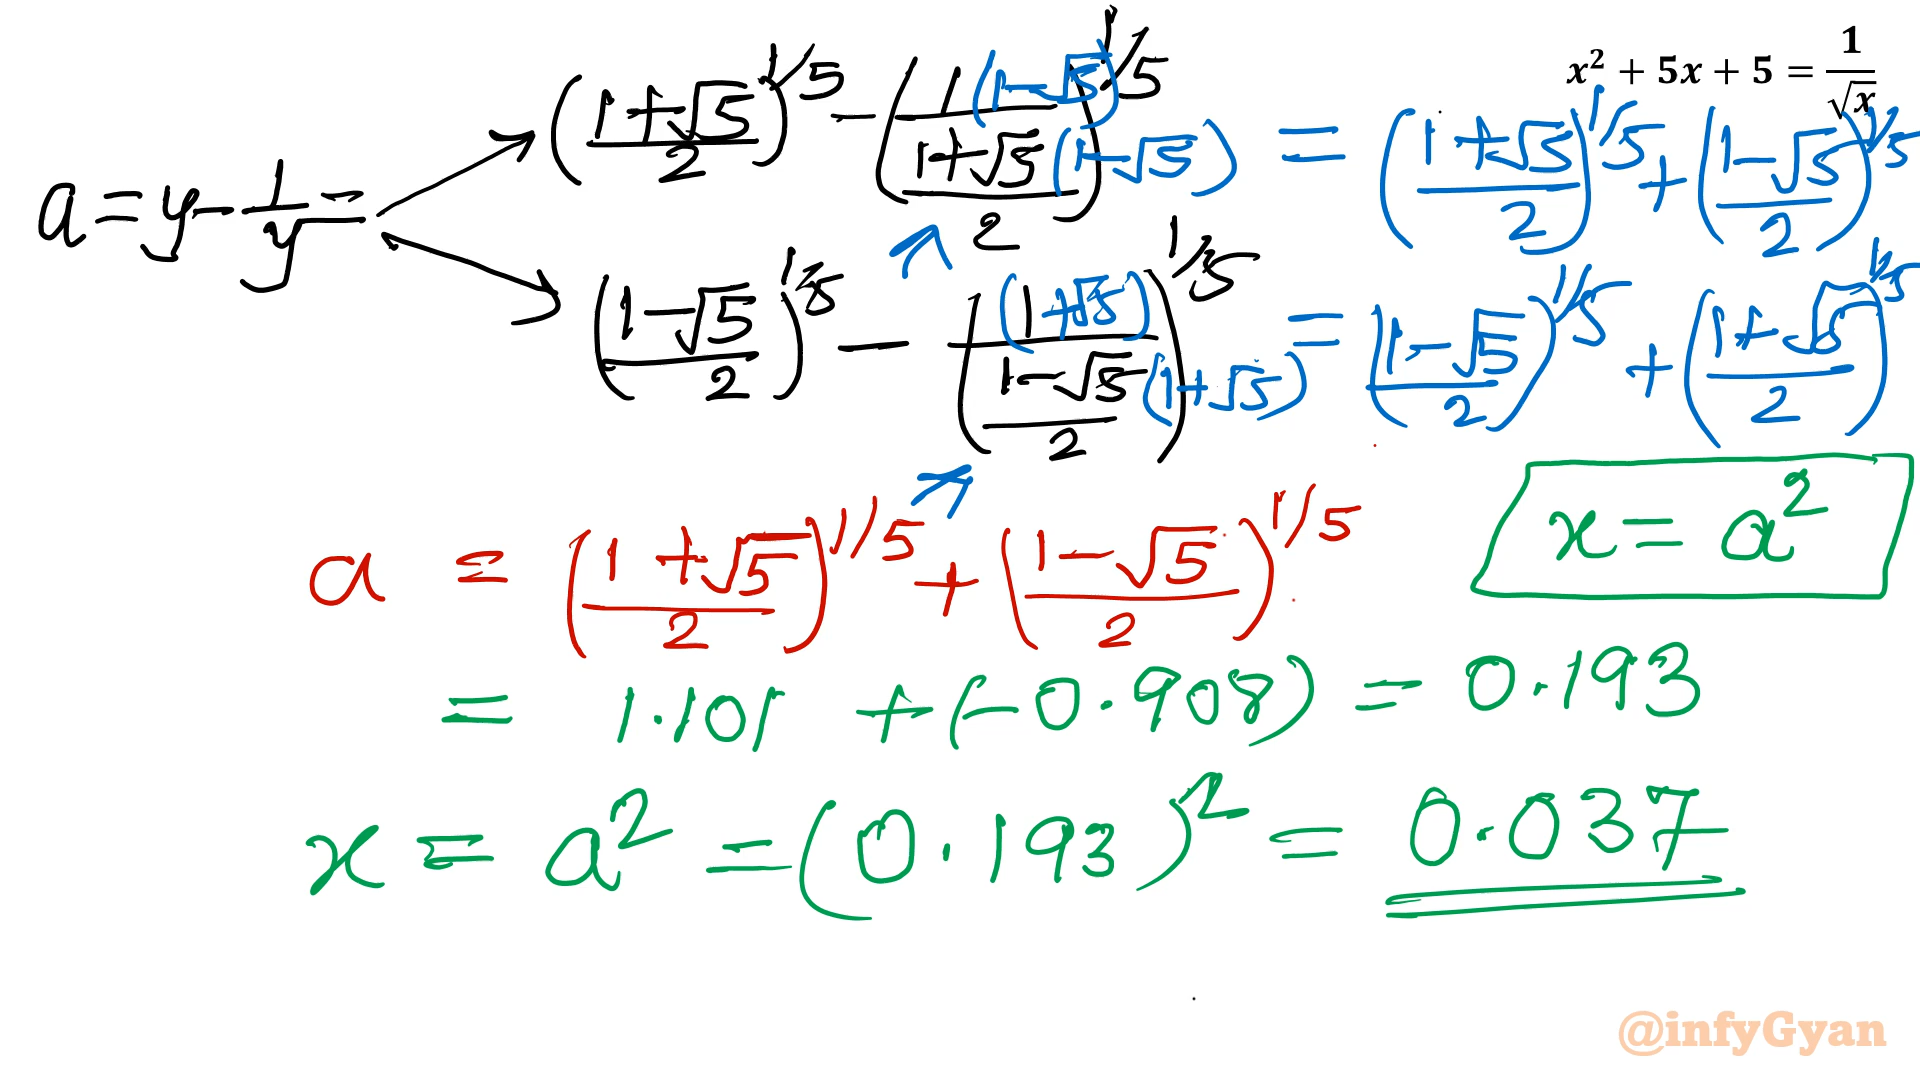 x² + 5x + 5 = 1/√x
a = y - 1/y =
((1+√5)/2)^1/5 - (1(1-√5)/((1+√5)(1-√5)/2))^1/5 = ((1+√5)/2)^1/5 + ((1-√5)/2)^1/5
((1-√5)/2)^1/5 - ((1+√5)/((1-√5)(1+√5)/2))^1/5 = ((1-√5)/2)^1/5 + ((1+√5)/2)^1/5
x = a²
a = ((1+√5)/2)^1/5 + ((1-√5)/2)^1/5
= 1.101 + (-0.908) = 0.193
x = a² = (0.193)² = 0.037
@infyGyan